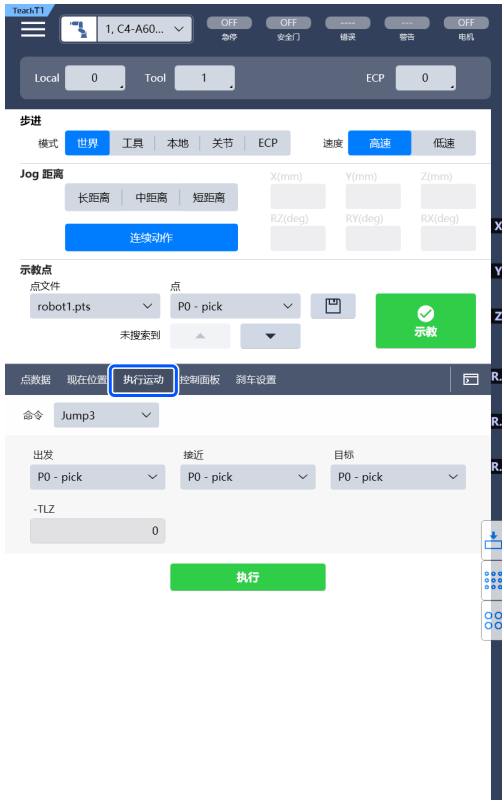 TeachT1
1, C4-A60... OFF OFF ---- --- OFF
急停 安全门 错误 警告 电机
Local 0 Tool 1 ECP 0
步进
模式 世界 工具 本地 关节 ECP 速度 高速 低速
Jog 距离 X(mm) Y(mm) Z(mm)
长距离 中距离 短距离
RZ(deg) RY(deg) RX(deg)
X
连续动作
示教点
Y
点文件 点
robot1.pts P0 - pick
Z
示教
未搜索到
点数据 现在位置 执行运动 控制面板 刹车设置
R.
命令 Jump3
R.
出发 接近 目标
R.
P0 - pick P0 - pick P0 - pick
-TLZ
0
执行